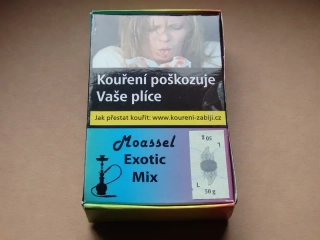 Kouření poškozuje
Vaše plíce
Jak přestat kouřit: www.koureni-zabiji.cz
Moassel
Exotic
Mix
50 g